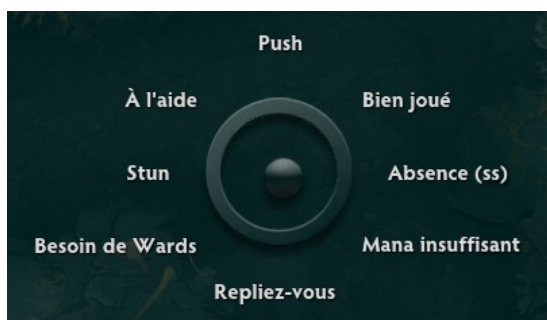 Push
À l'aide
Bien joué
Stun
Absence (ss)
Besoin de Wards
Mana insuffisant
Repliez-vous